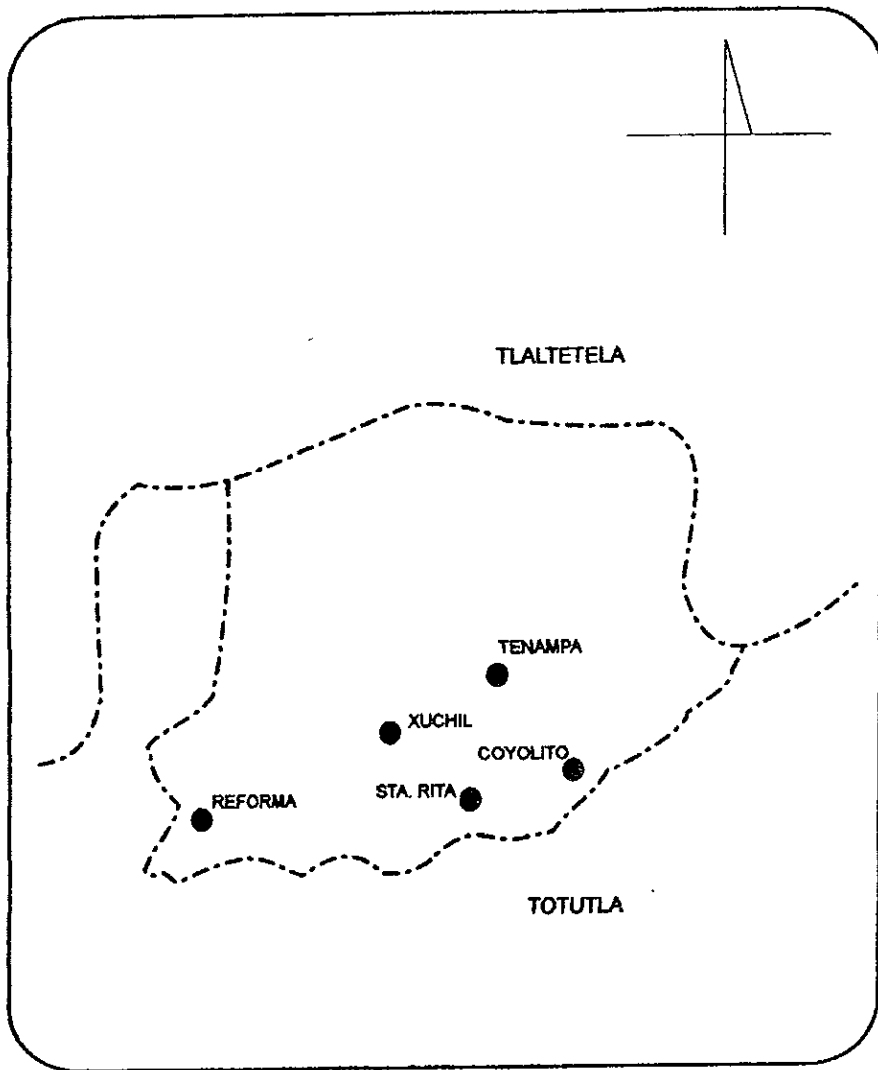 TLALTETELA
TENAMPA
XUCHIL
COYOLITO
STA. RITA
REFORMA
TOTUTLA